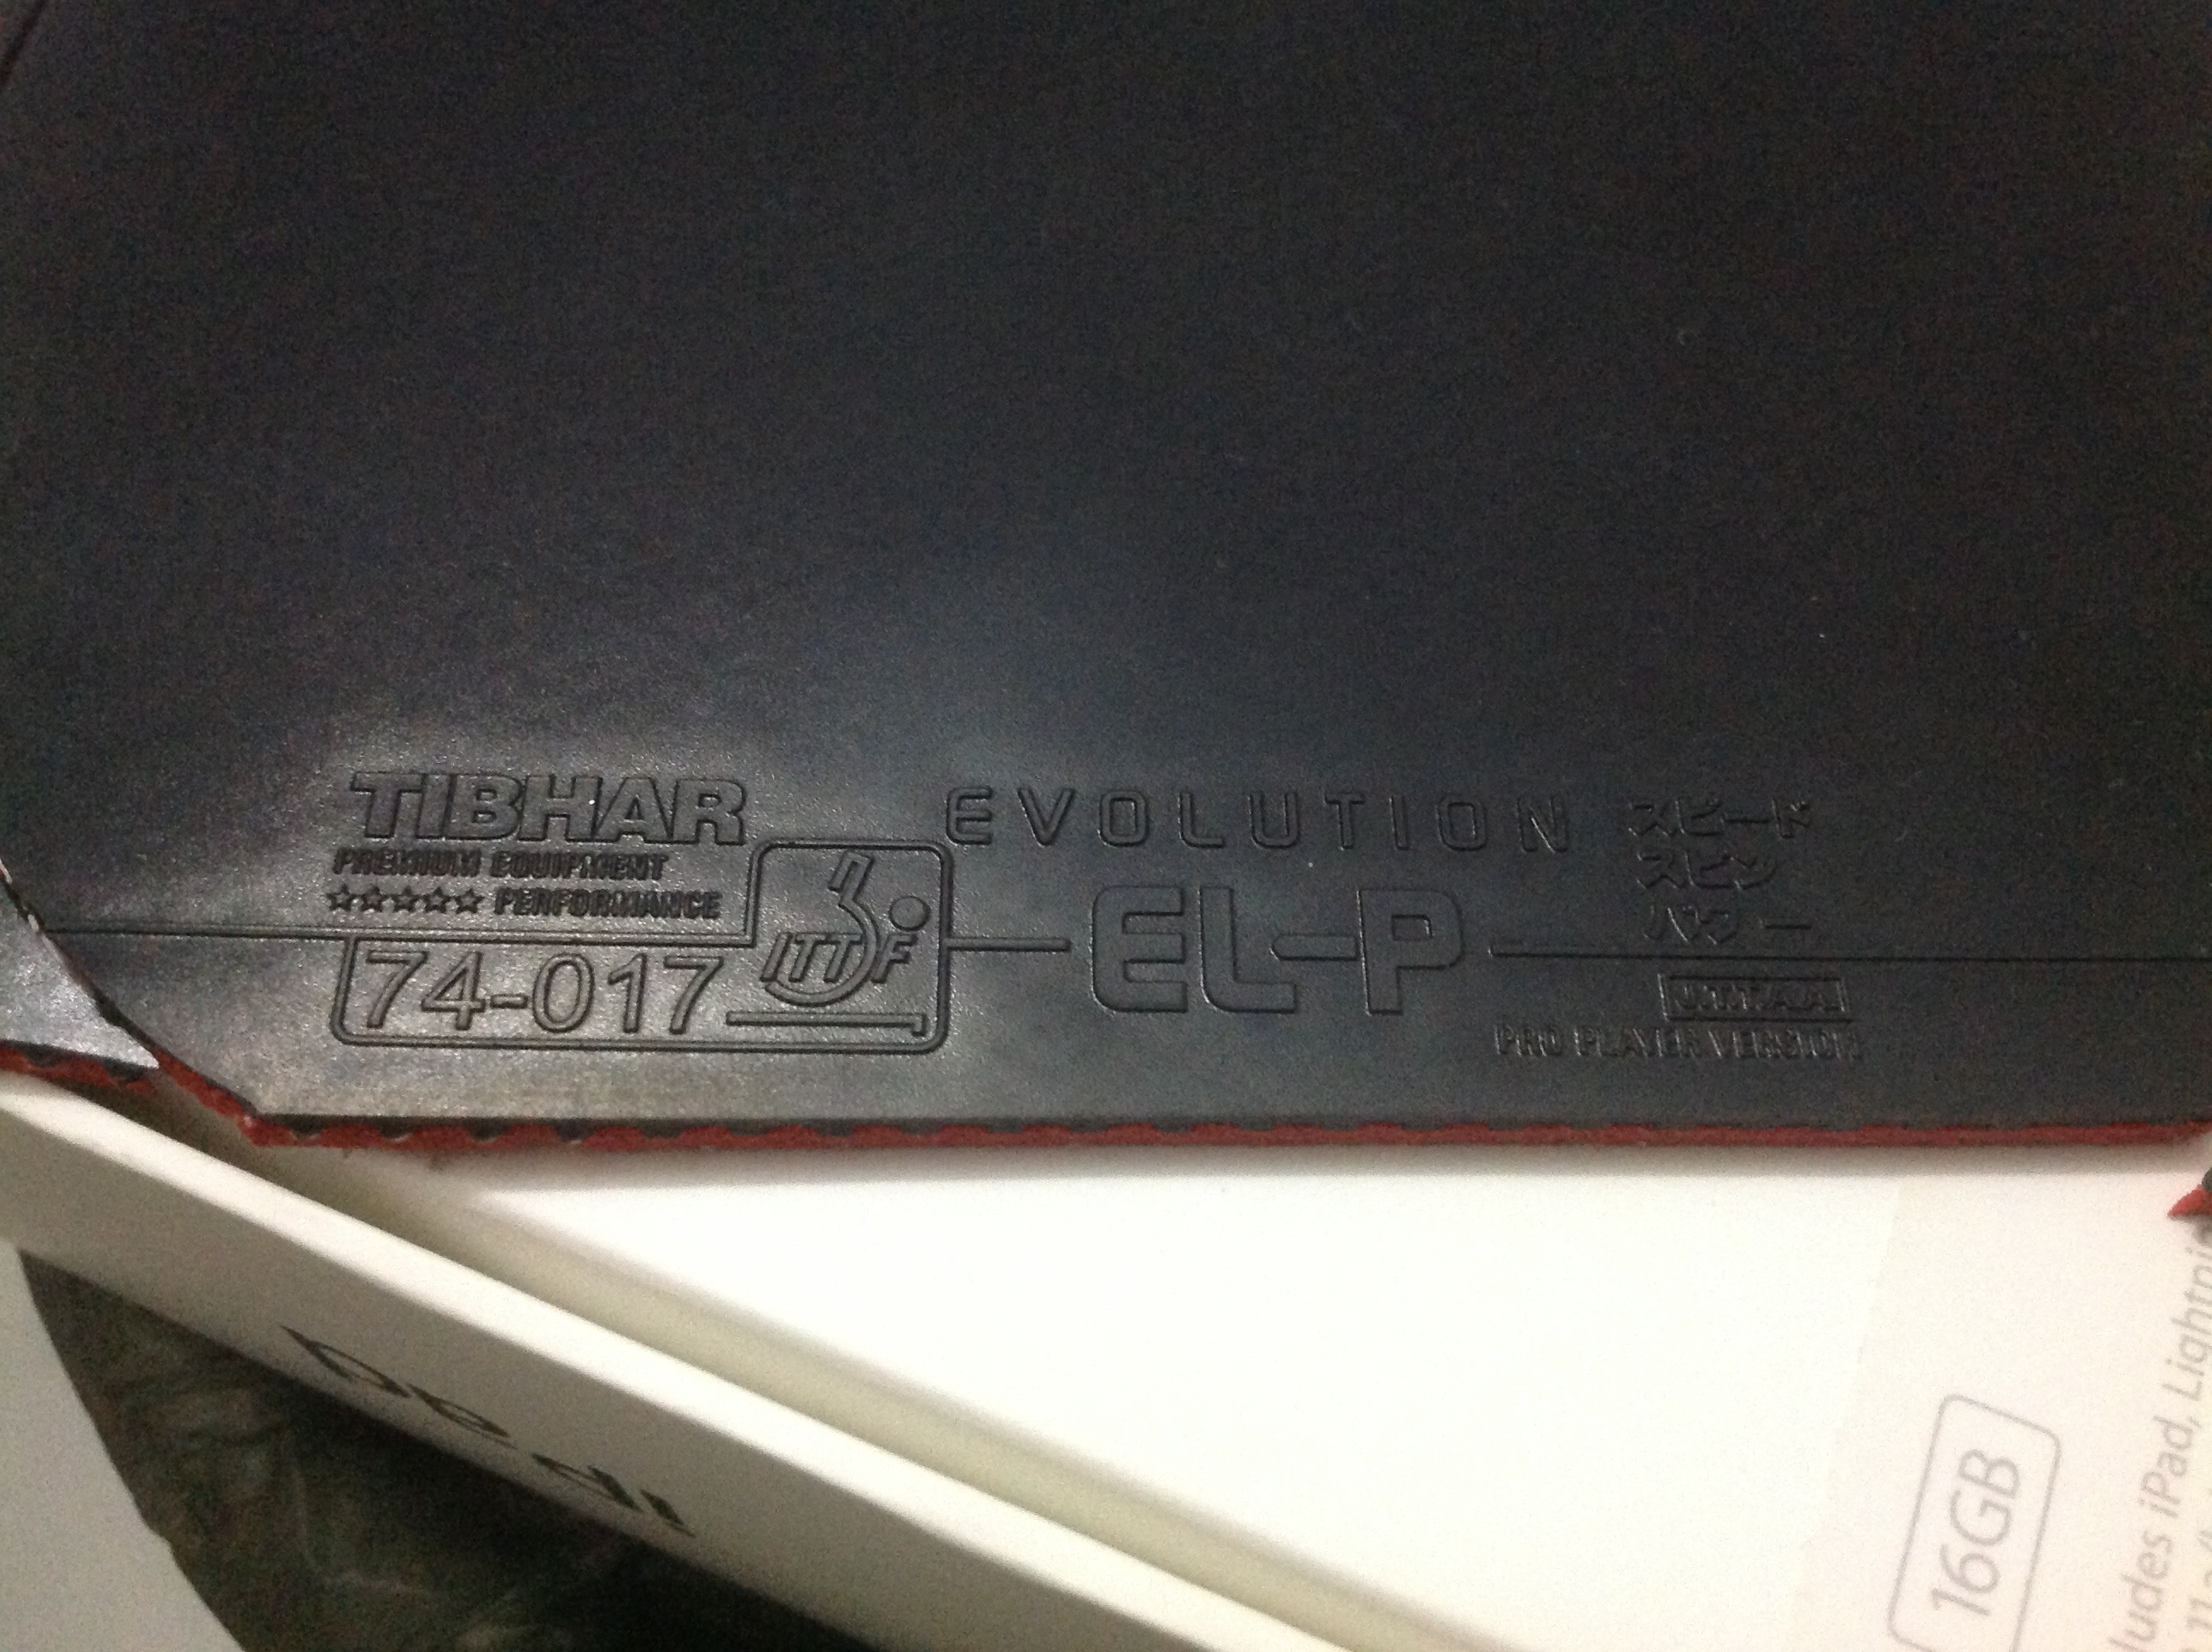 TIBHAR
PREMIUM EQUIPMENT
☆☆☆☆☆ PERFORMANCE
74-017
ITTF
EVOLUTION
EL-P
スピード
スピン
パワー
J.T.T.A.A.
PRO PLAYER VERSION
iPad
16GB
iPad, Lightni